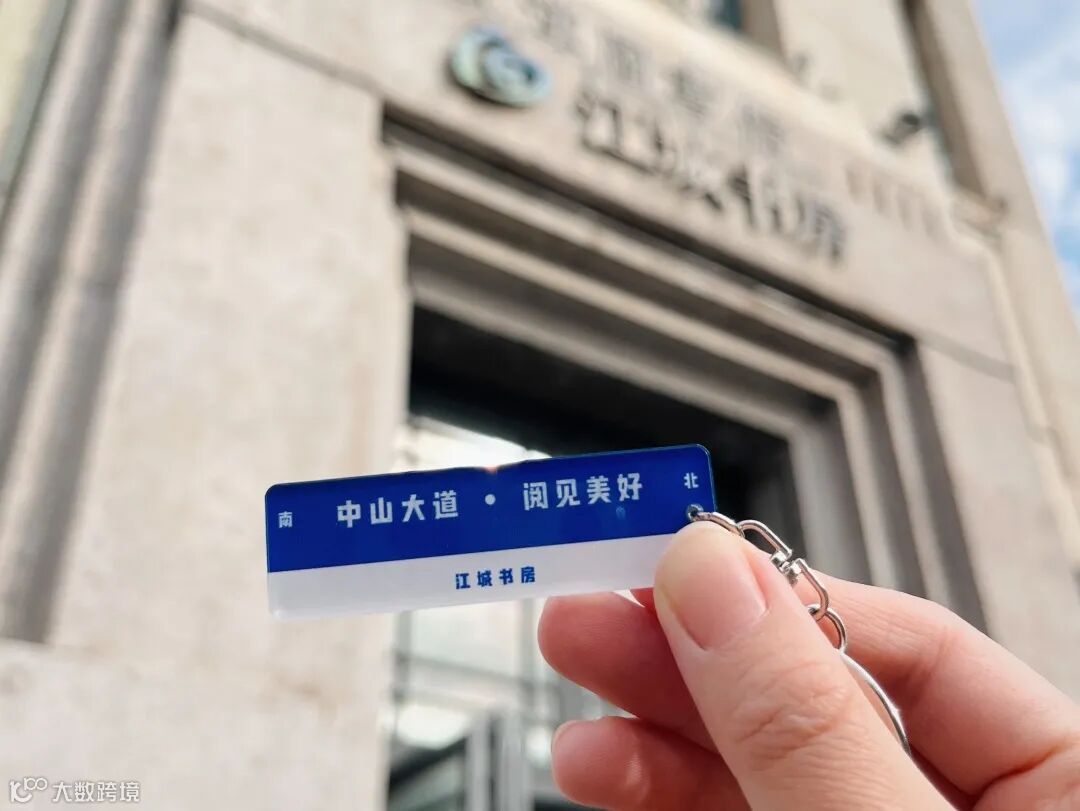 江城书房
南 中山大道·阅见美好 北
江城书房
大数跨境